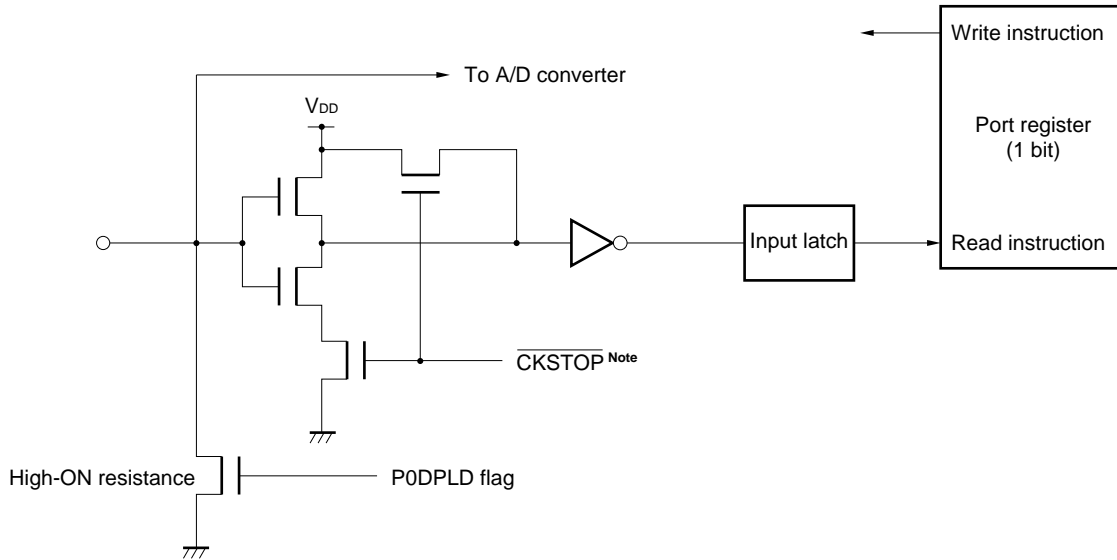 Write instruction
To A/D converter
VDD
Port register
(1 bit)
Input latch
Read instruction
CKSTOP Note
High-ON resistance
P0DPLD flag